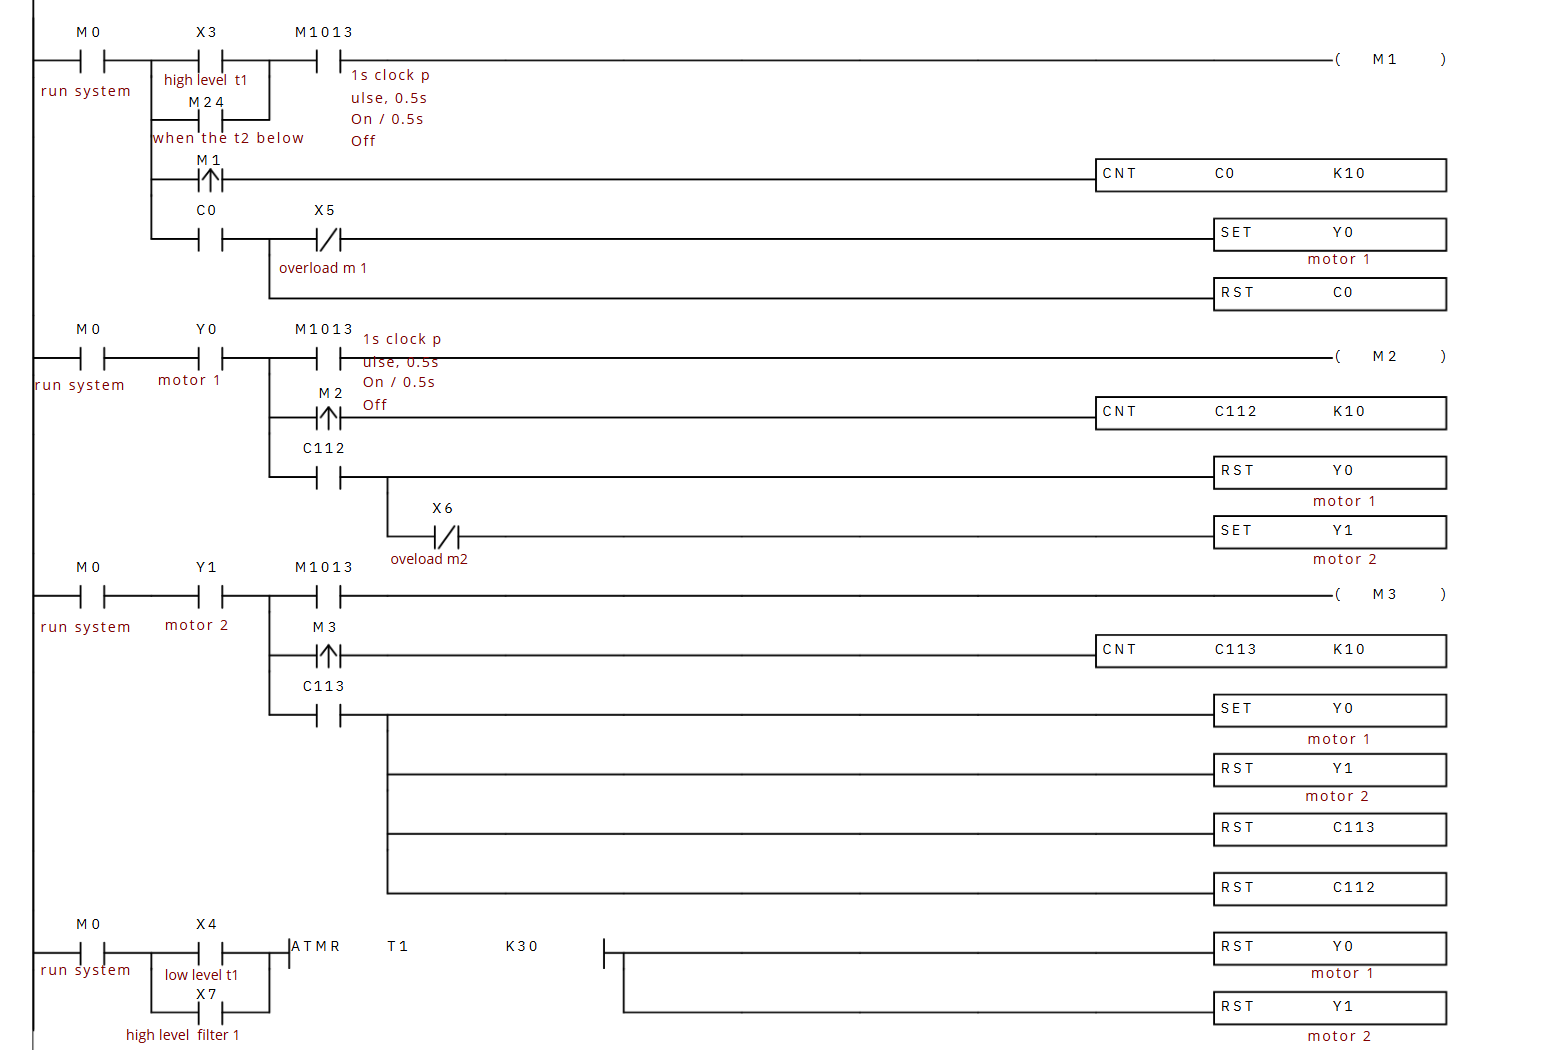 M0 X3 M1013
( M1 )
high level t1
run system
1s clock p
ulse, 0.5s
On / 0.5s
Off
M24
when the t2 below
M1
CNT C0 K10
C0 X5
SET Y0
overload m 1
motor 1
RST C0
M0 Y0 M1013
1s clock p
ulse, 0.5s
On / 0.5s
Off
( M2 )
run system motor 1
M2
CNT C112 K10
C112
RST Y0
motor 1
X6
SET Y1
oveload m2
motor 2
M0 Y1 M1013
( M3 )
run system motor 2
M3
CNT C113 K10
C113
SET Y0
motor 1
RST Y1
motor 2
RST C113
RST C112
M0 X4
ATMR T1 K30
RST Y0
run system low level t1
motor 1
X7
RST Y1
high level filter 1
motor 2